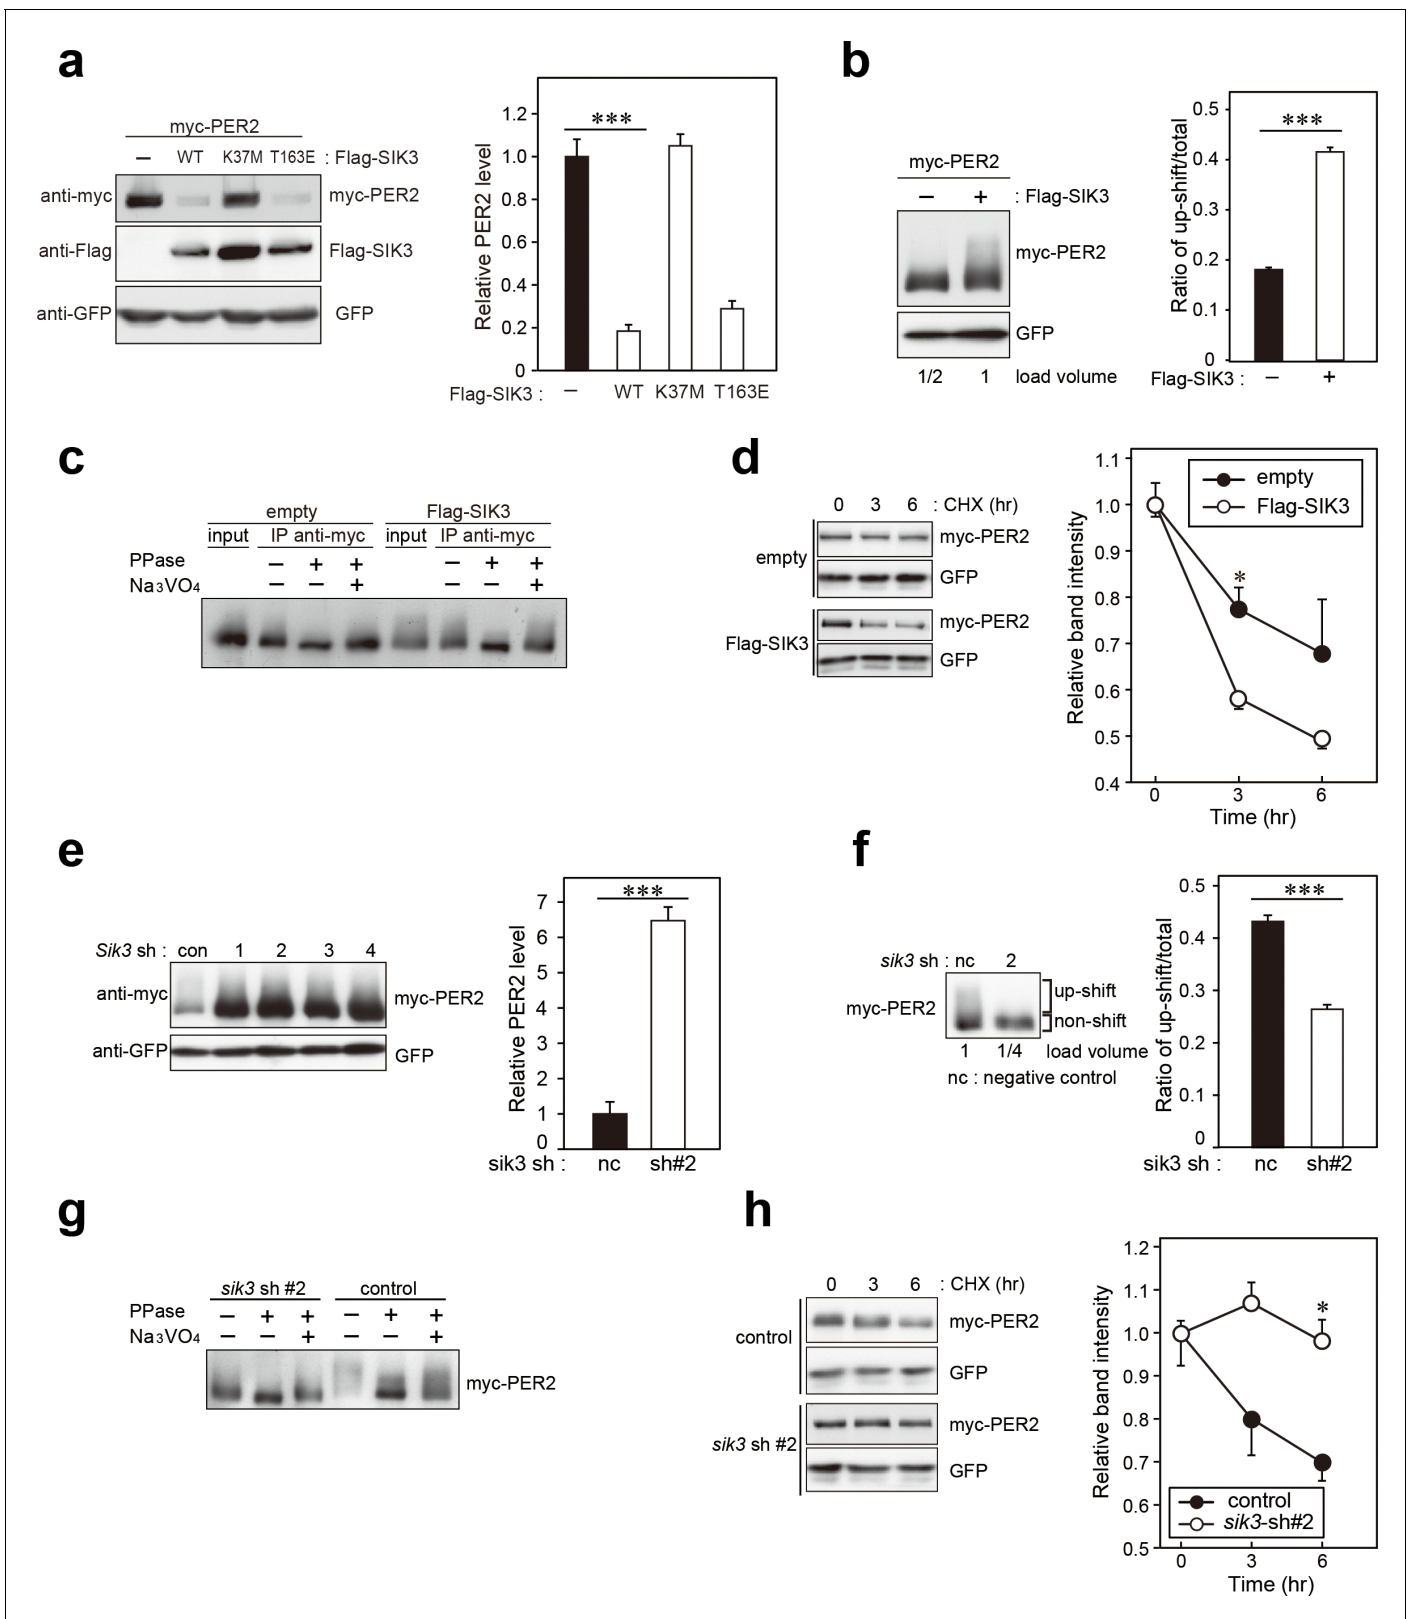 a
myc-PER2
– WT K37M T163E : Flag-SIK3
anti-myc myc-PER2
anti-Flag Flag-SIK3
anti-GFP GFP
Relative PER2 level
1.2
1.0
0.8
0.6
0.4
0.2
0
***
Flag-SIK3 : – WT K37M T163E
b
myc-PER2
– + : Flag-SIK3
myc-PER2
GFP
1/2 1 load volume
Ratio of up-shift/total
0.5
0.4
0.3
0.2
0.1
0
***
Flag-SIK3 : – +
c
empty Flag-SIK3
input IP anti-myc input IP anti-myc
PPase – + + – + +
Na3VO4 – – + – – +
d
0 3 6 : CHX (hr)
empty
myc-PER2
GFP
Flag-SIK3
myc-PER2
GFP
Relative band intensity
1.1
1.0
0.9
0.8
0.7
0.6
0.5
0.4
empty
Flag-SIK3
*
0 3 6
Time (hr)
e
Sik3 sh : con 1 2 3 4
anti-myc myc-PER2
anti-GFP GFP
Relative PER2 level
7
6
5
4
3
2
1
0
***
sik3 sh : nc sh#2
f
sik3 sh : nc 2
myc-PER2
up-shift
non-shift
1 1/4 load volume
nc : negative control
Ratio of up-shift/total
0.5
0.4
0.3
0.2
0.1
0
***
sik3 sh : nc sh#2
g
sik3 sh #2 control
PPase – + + – + +
Na3VO4 – – + – – +
myc-PER2
h
0 3 6 : CHX (hr)
control
myc-PER2
GFP
sik3 sh #2
myc-PER2
GFP
Relative band intensity
1.2
1.1
1.0
0.9
0.8
0.7
0.6
0.5
*
control
sik3-sh#2
0 3 6
Time (hr)